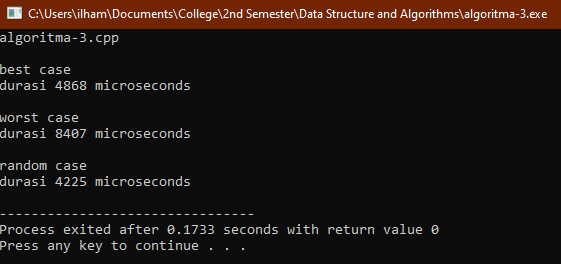 C:\Users\ilham\Documents\College\2nd Semester\Data Structure and Algorithms\algoritma-3.exe
algoritma-3.cpp
best case
durasi 4868 microseconds
worst case
durasi 8407 microseconds
random case
durasi 4225 microseconds
--------------------------------
Process exited after 0.1733 seconds with return value 0
Press any key to continue . . .